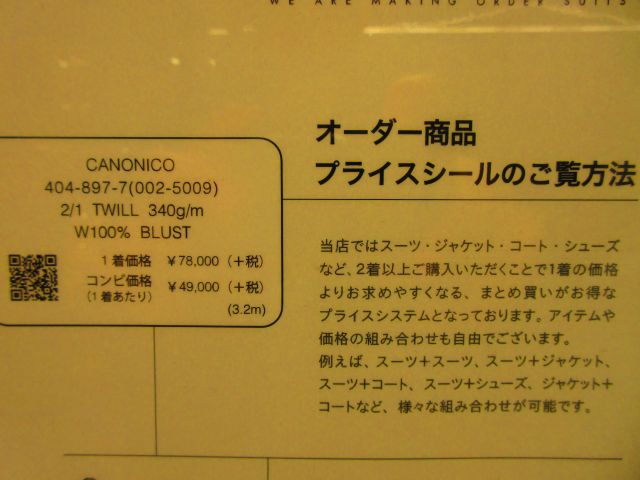 WE ARE MAKING ORDER SUITS
オーダー商品
プライスシールのご覧方法
CANONICO
404-897-7(002-5009)
2/1 TWILL 340g/m
W100% BLUST
1着価格 ¥78,000 (+税)
コンビ価格 ¥49,000 (+税)
(1着あたり)
(3.2m)
当店ではスーツ・ジャケット・コート・シューズ
など、2着以上ご購入いただくことで1着の価格
よりお求めやすくなる、まとめ買いがお得な
プライスシステムとなっております。アイテムや
価格の組み合わせも自由でございます。
例えば、スーツ+スーツ、スーツ+ジャケット、
スーツ+コート、スーツ+シューズ、ジャケット+
コートなど、様々な組み合わせが可能です。